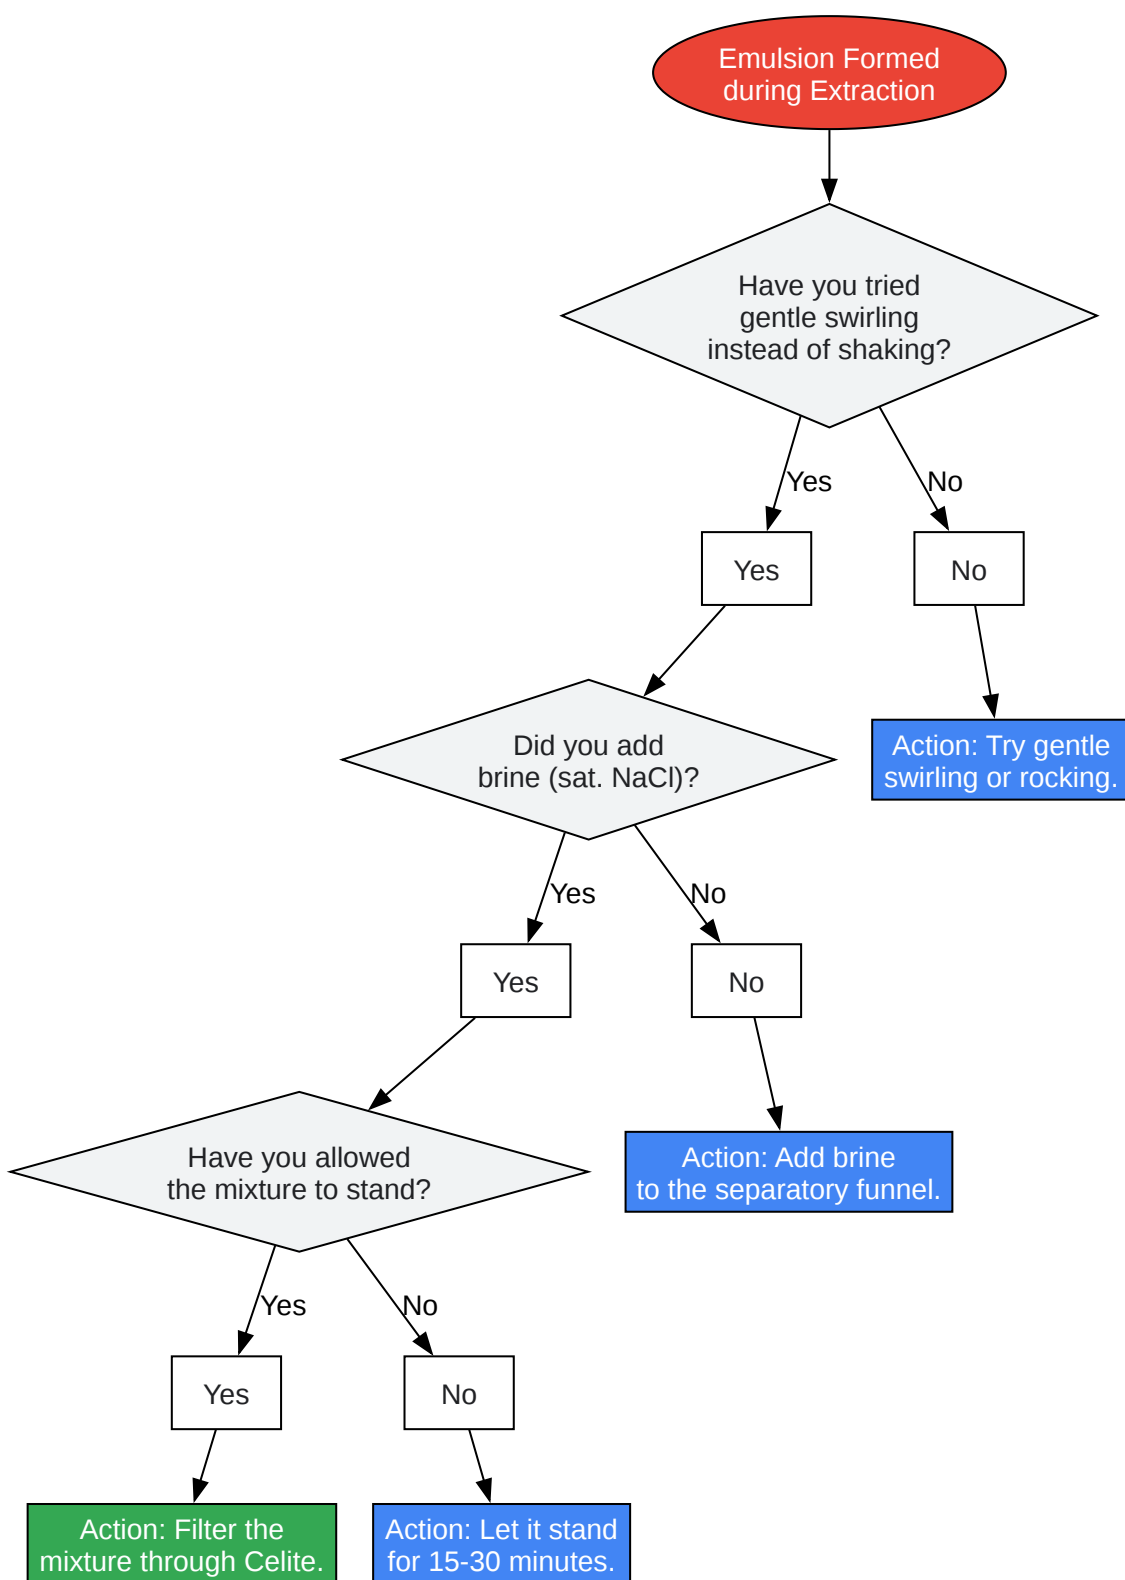 Emulsion Formed
during Extraction
Have you tried
gentle swirling
instead of shaking?
Yes
No
Yes
No
Did you add
brine (sat. NaCl)?
Action: Try gentle
swirling or rocking.
Yes
No
Yes
No
Have you allowed
the mixture to stand?
Action: Add brine
to the separatory funnel.
Yes
No
Yes
No
Action: Filter the
mixture through Celite.
Action: Let it stand
for 15-30 minutes.